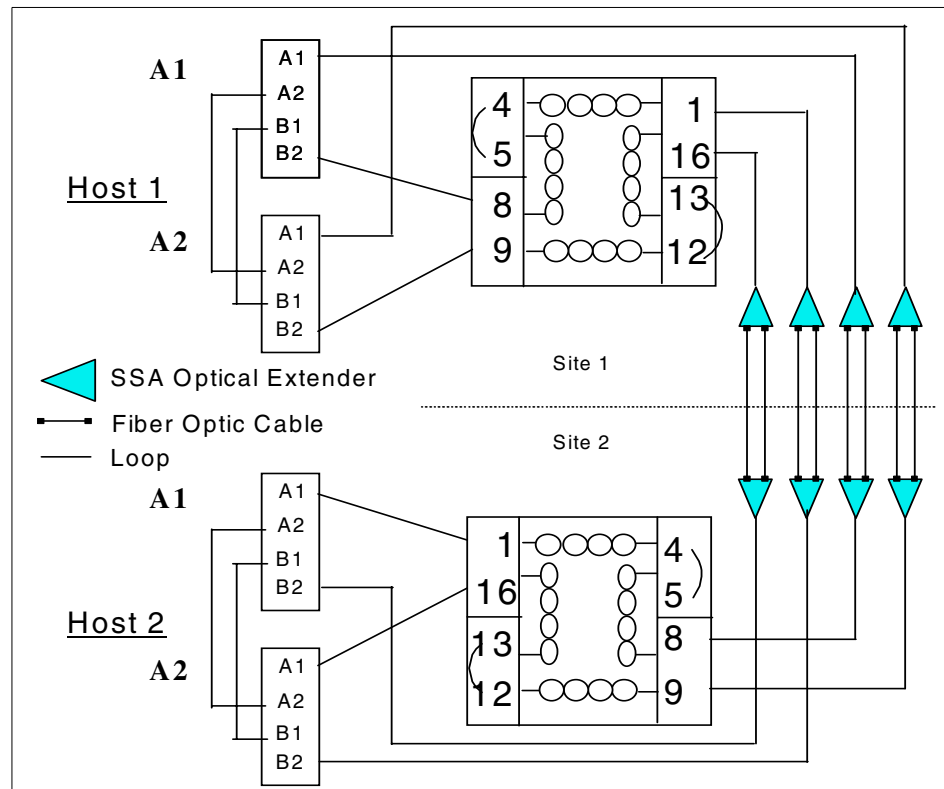 A1
A1
A2
B1
B2
Host 1
A2
A1
A2
B1
B2
4
5
8
9
1
16
13
12
SSA Optical Extender
Fiber Optic Cable
Loop
Site 1
Site 2
A1
A1
A2
B1
B2
Host 2
A2
A1
A2
B1
B2
1
16
13
12
4
5
8
9